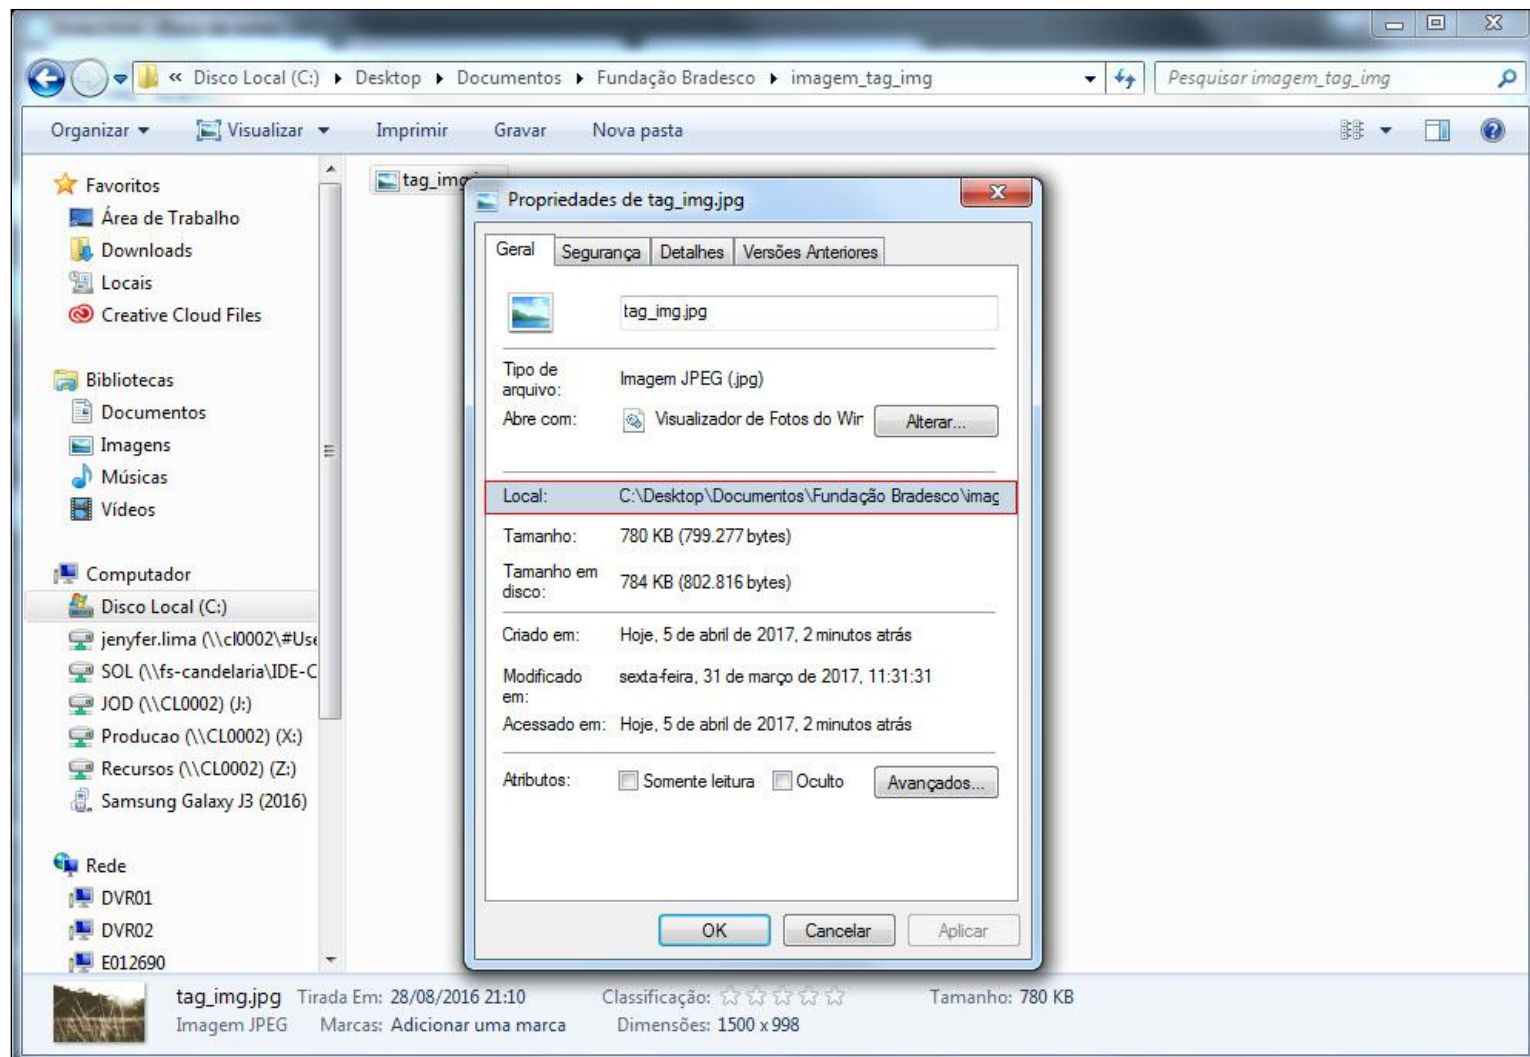 « Disco Local (C:) ▸ Desktop ▸ Documentos ▸ Fundação Bradesco ▸ imagem_tag_img
Pesquisar imagem_tag_img
Organizar Visualizar Imprimir Gravar Nova pasta
Favoritos
Área de Trabalho
Downloads
Locais
Creative Cloud Files
Bibliotecas
Documentos
Imagens
Músicas
Vídeos
Computador
Disco Local (C:)
jenyfer.lima (\\cl0002\#Use
SOL (\\fs-candelaria\IDE-C
JOD (\\CL0002) (J:)
Producao (\\CL0002) (X:)
Recursos (\\CL0002) (Z:)
Samsung Galaxy J3 (2016)
Rede
DVR01
DVR02
E012690
tag_img
Propriedades de tag_img.jpg
Geral Segurança Detalhes Versões Anteriores
tag_img.jpg
Tipo de arquivo: Imagem JPEG (.jpg)
Abre com: Visualizador de Fotos do Win Alterar...
Local: C:\Desktop\Documentos\Fundação Bradesco\imag
Tamanho: 780 KB (799.277 bytes)
Tamanho em disco: 784 KB (802.816 bytes)
Criado em: Hoje, 5 de abril de 2017, 2 minutos atrás
Modificado em: sexta-feira, 31 de março de 2017, 11:31:31
Acessado em: Hoje, 5 de abril de 2017, 2 minutos atrás
Atributos: Somente leitura Oculto Avançados...
OK Cancelar Aplicar
tag_img.jpg Tirada Em: 28/08/2016 21:10 Classificação: Tamanho: 780 KB
Imagem JPEG Marcas: Adicionar uma marca Dimensões: 1500 x 998